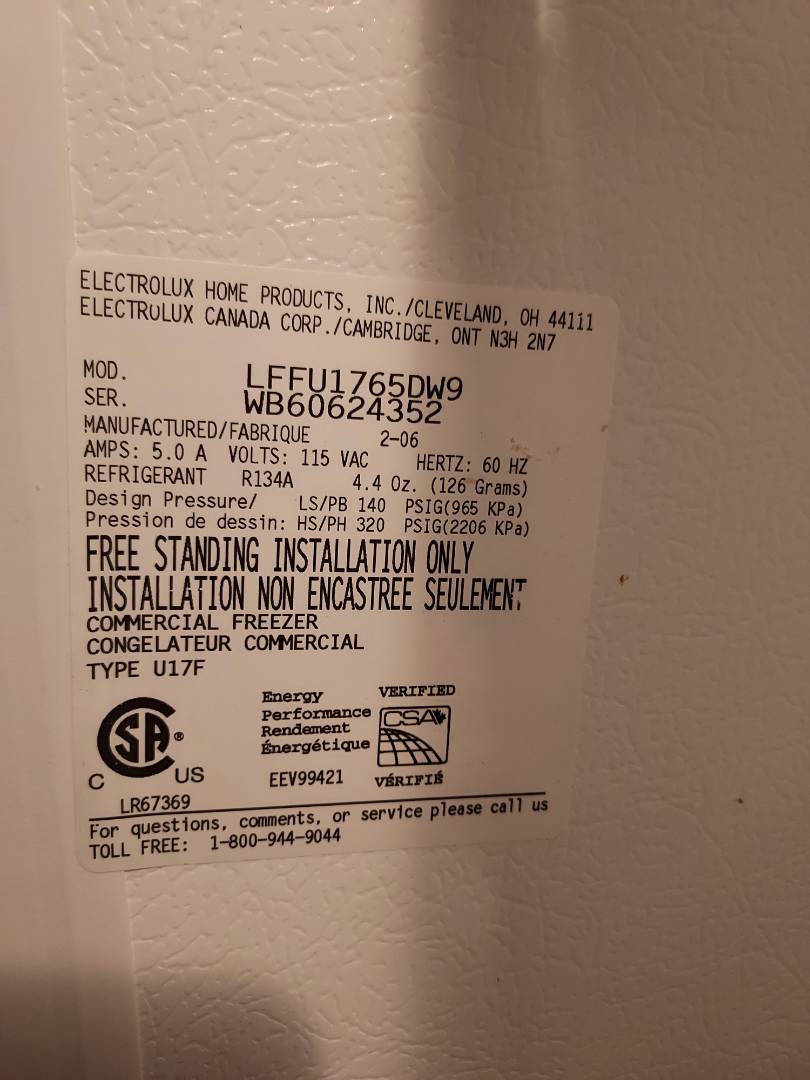 ELECTROLUX HOME PRODUCTS, INC./CLEVELAND, OH 44111
ELECTROLUX CANADA CORP./CAMBRIDGE, ONT N3H 2N7
MOD. LFFU1765DW9
SER. WB60624352
MANUFACTURED/FABRIQUE 2-06
AMPS: 5.0 A VOLTS: 115 VAC HERTZ: 60 HZ
REFRIGERANT R134A 4.4 Oz. (126 Grams)
Design Pressure/ LS/PB 140 PSIG(965 KPa)
Pression de dessin: HS/PH 320 PSIG(2206 KPa)
FREE STANDING INSTALLATION ONLY
INSTALLATION NON ENCASTREE SEULEMENT
COMMERCIAL FREEZER
CONGELATEUR COMMERCIAL
TYPE U17F
CSA®
C US
LR67369
Energy
Performance
Rendement
Énergétique
EEV99421
VERIFIED
CSA
VÉRIFIÉ
For questions, comments, or service please call us
TOLL FREE: 1-800-944-9044